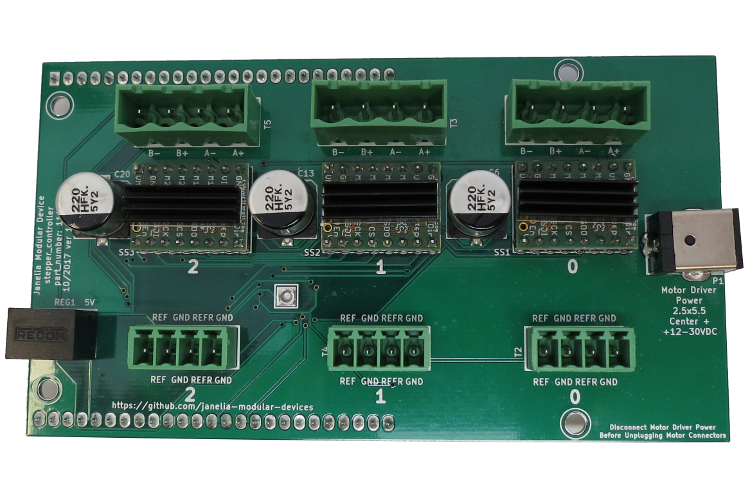 T5
T3
B- B+ A- A+
B- B+ A- A+
B- B+ A- A+
C20
C13
C6
220
HFK.
5Y2
220
HFK.
5Y2
220
HFK.
5Y2
SS3
SS2
SS1
2
1
0
Janelia Modular Device
stepper_controller
10/2017
P1
Motor Driver
Power
2.5x5.5
Center +
+12-30VDC
REG1 5V
RECOM
REF GND REFR GND
REF GND REFR GND
REF GND REFR GND
T4
T2
REF GND REFR GND
REF GND REFR GND
REF GND REFR GND
2
1
0
https://github.com/janelia-modular-devices
Disconnect Motor Driver Power
Before Unplugging Motor Connectors